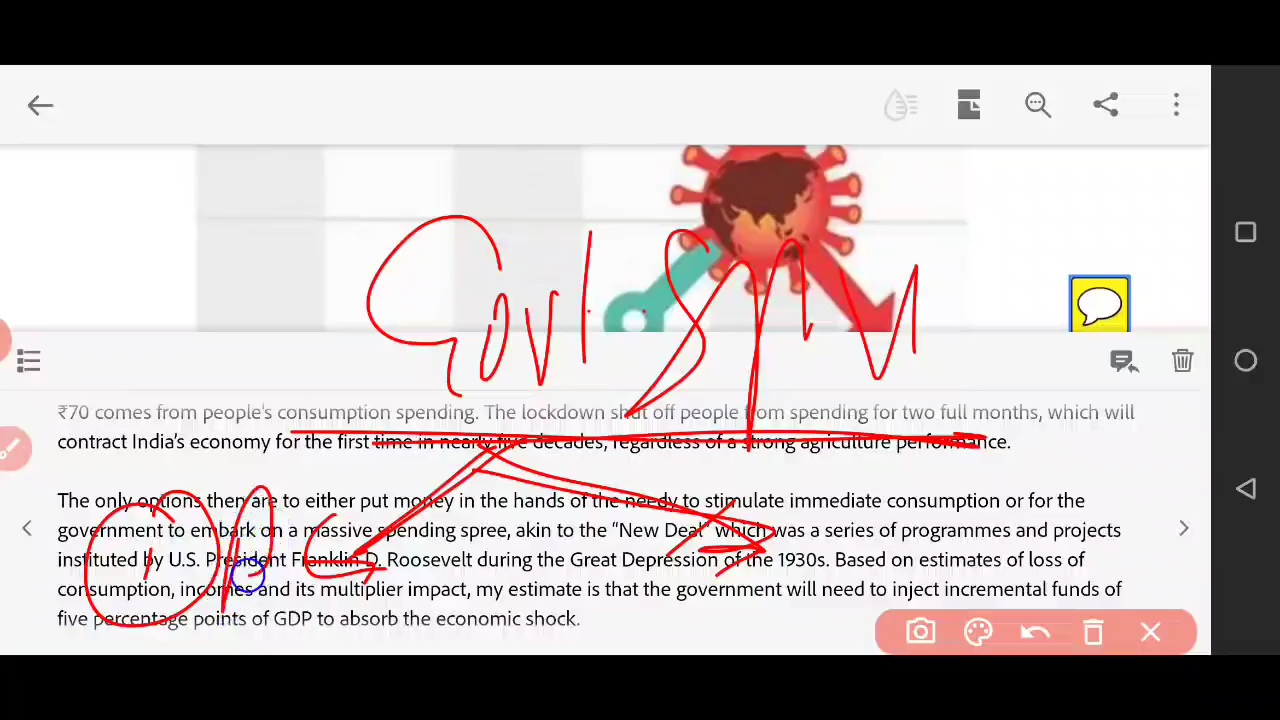 Govt.
₹70 comes from people's consumption spending. The lockdown shut off people from spending for two full months, which will
contract India's economy for the first time in nearly five decades, regardless of a strong agriculture performance.
The only options then are to either put money in the hands of the needy to stimulate immediate consumption or for the
government to embark on a massive spending spree, akin to the “New Deal” which was a series of programmes and projects
instituted by U.S. President Franklin D. Roosevelt during the Great Depression of the 1930s. Based on estimates of loss of
consumption, incomes and its multiplier impact, my estimate is that the government will need to inject incremental funds of
five percentage points of GDP to absorb the economic shock.